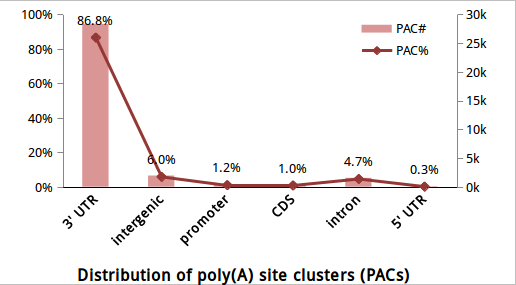 100%
80%
60%
40%
20%
0%
30k
25k
20k
15k
10k
5k
0k
PAC#
PAC%
86.8%
6.0%
1.2%
1.0%
4.7%
0.3%
3' UTR
intergenic
promoter
CDS
intron
5' UTR
Distribution of poly(A) site clusters (PACs)